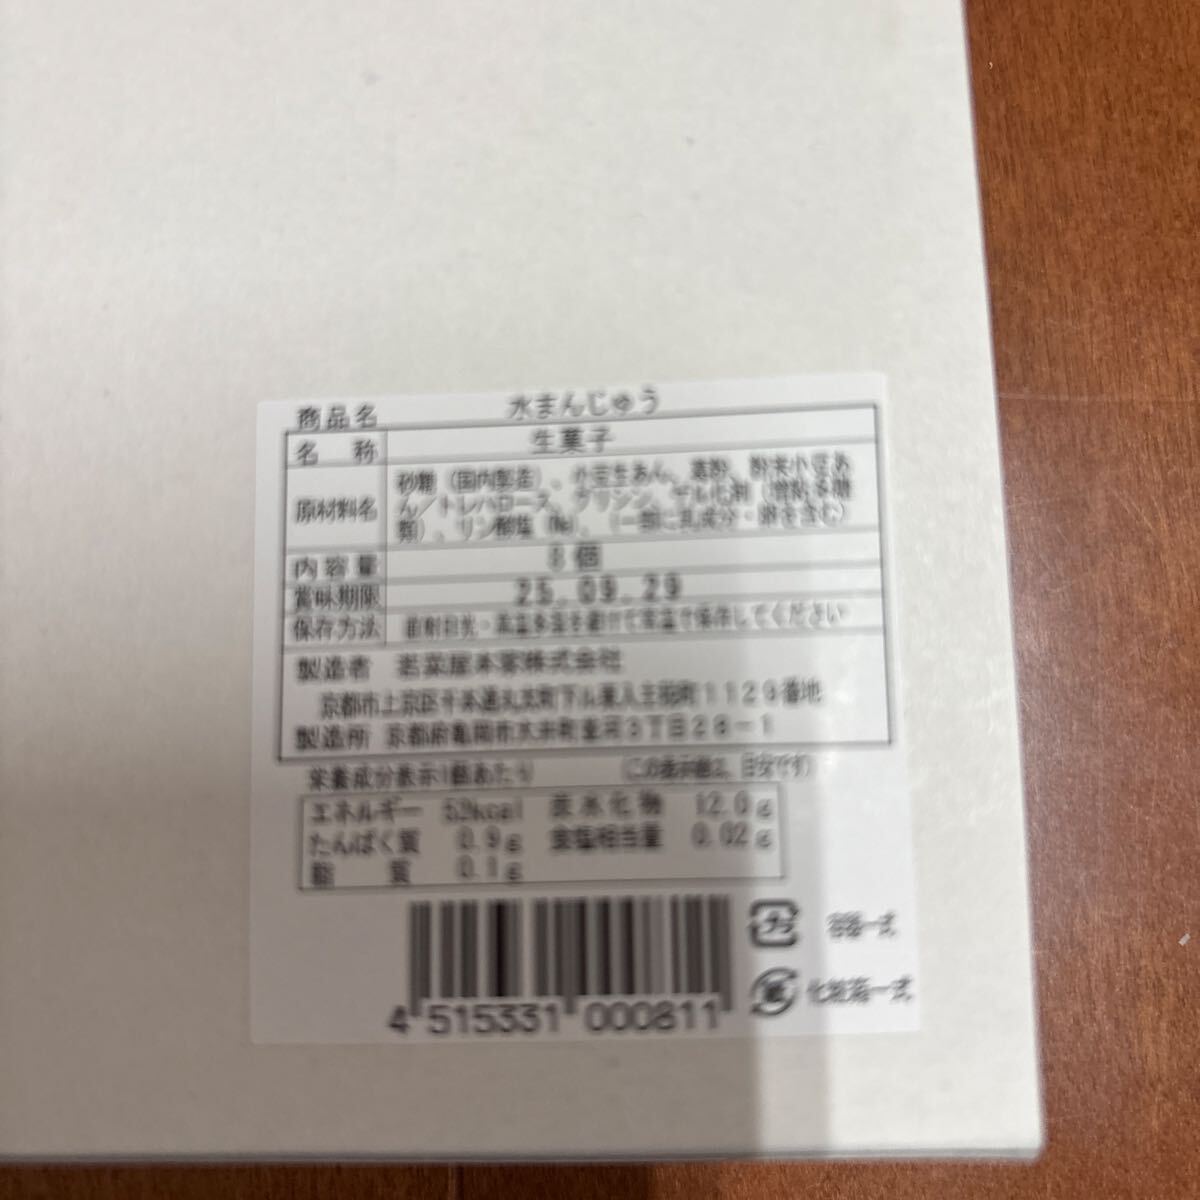 商品名 水まんじゅう
名 称 生菓子
原材料名 砂糖(国内製造)、小豆生あん、葛粉、粉末小豆あ
ん/トレハロース、グリシン、ゲル化剤(増粘多糖
類)、リン酸塩(Na)、(一部に乳成分・卵を含む)
内容量 8個
賞味期限 25.09.29
保存方法 直射日光・高温多湿を避けて常温で保存してください
製造者 若菜屋本宮株式会社
京都市上京区千本通丸太町下ル東入主税町1129番地
製造所 京都府亀岡市大井町並河3丁目28-1
栄養成分表示1個あたり (この表示値は、目安です)
エネルギー 52kcal 炭水化物 12.0g
たんぱく質 0.9g 食塩相当量 0.02g
脂 質 0.1g
プラ 容器一式
紙 化粧箱一式
4 515331 000811